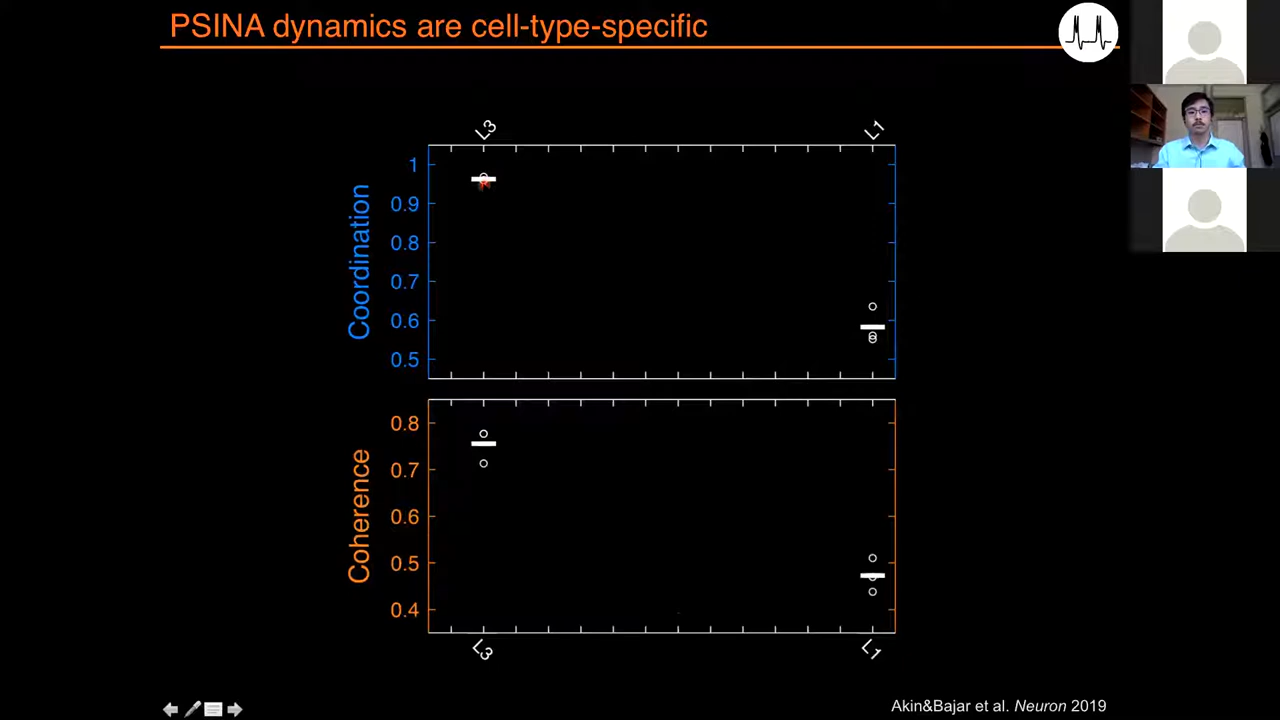 PSINA dynamics are cell-type-specific
L3
L1
Coordination
1
0.9
0.8
0.7
0.6
0.5
Coherence
0.8
0.7
0.6
0.5
0.4
L3
L1
Akin&Bajar et al. Neuron 2019